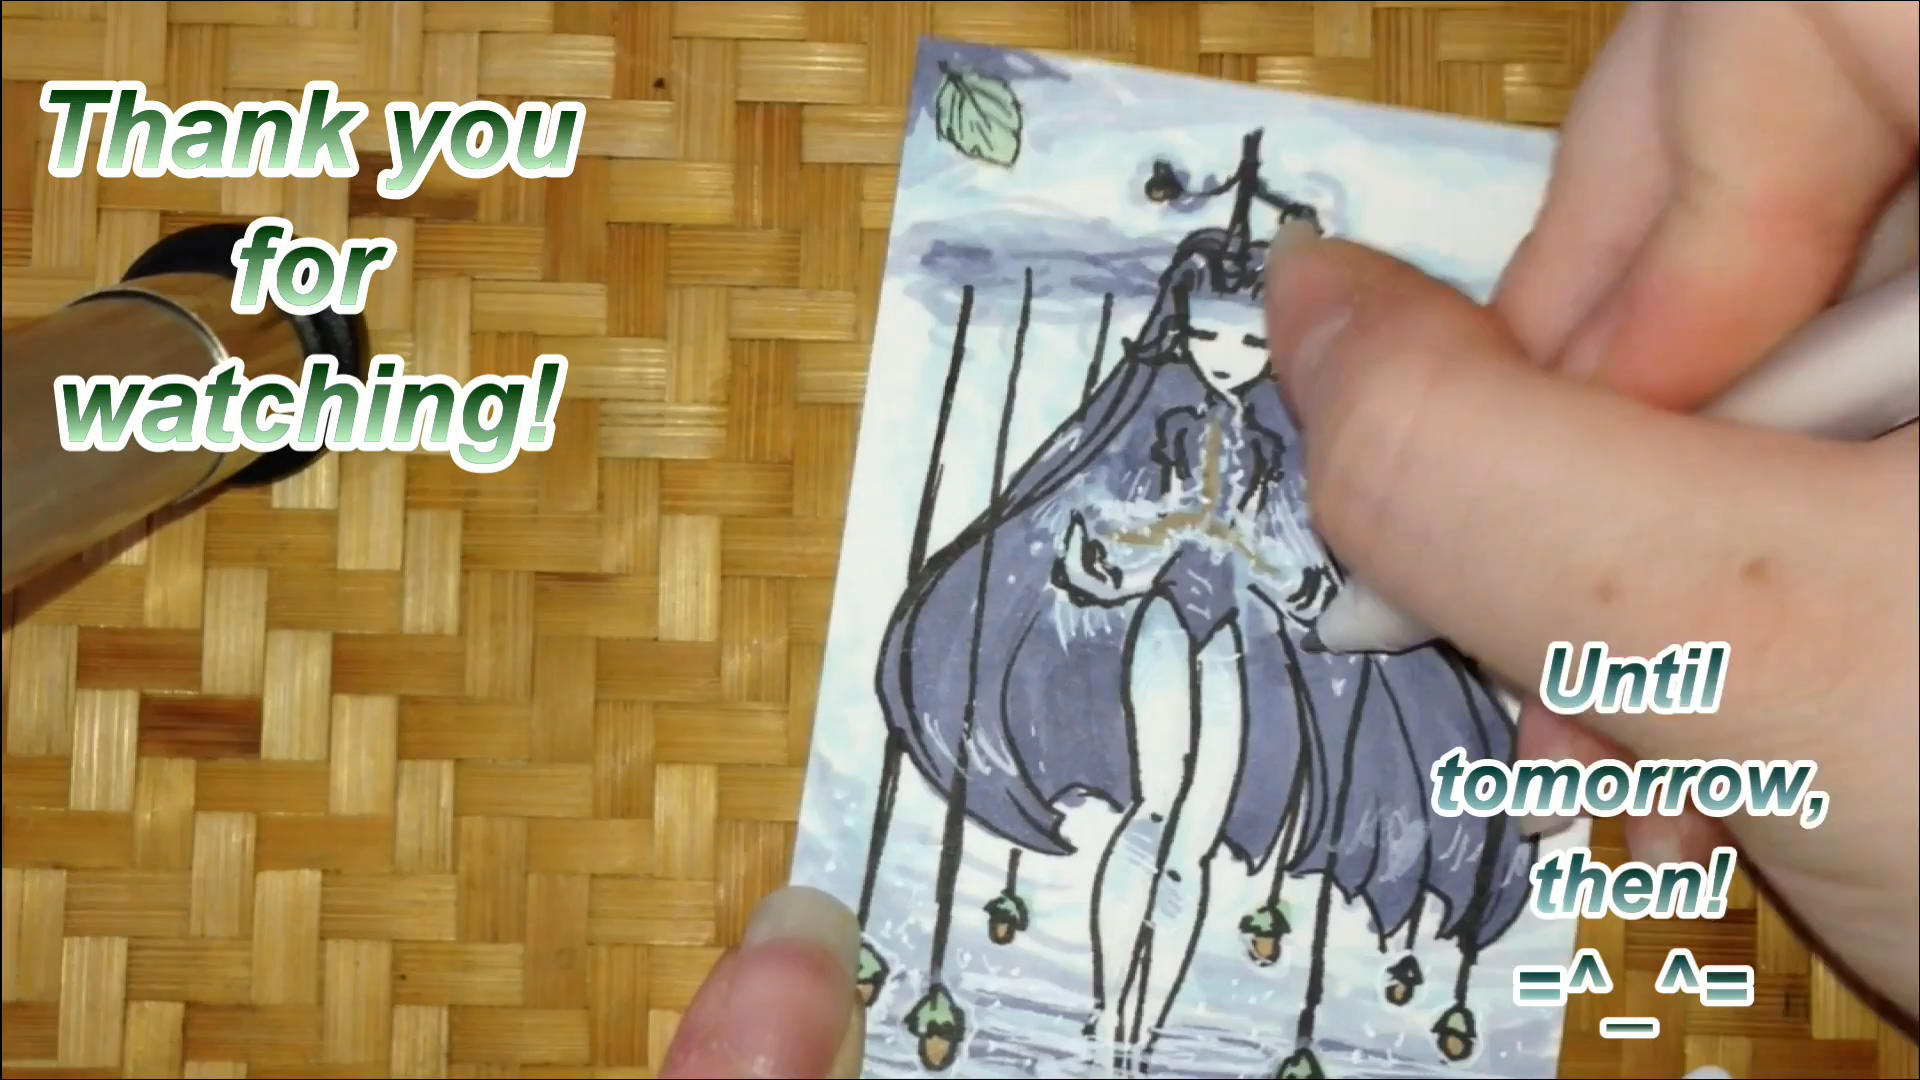 Thank you
for
watching!
Until
tomorrow,
then!
=^_^=